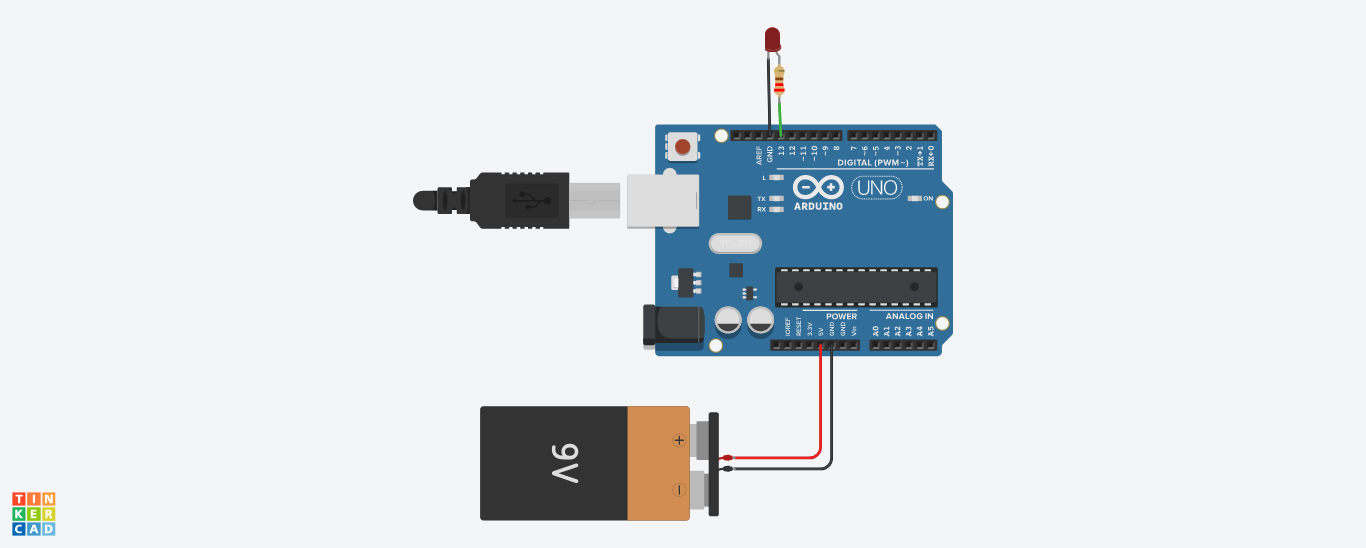 AREF
GND
13
12
~11
~10
~9
8
7
~6
~5
4
~3
2
TX→1
RX←0
DIGITAL (PWM~)
L
TX
RX
ARDUINO
UNO
ON
POWER
ANALOG IN
IOREF
RESET
3.3V
5V
GND
GND
Vin
A0
A1
A2
A3
A4
A5
+
−
9V
TIN
KER
CAD